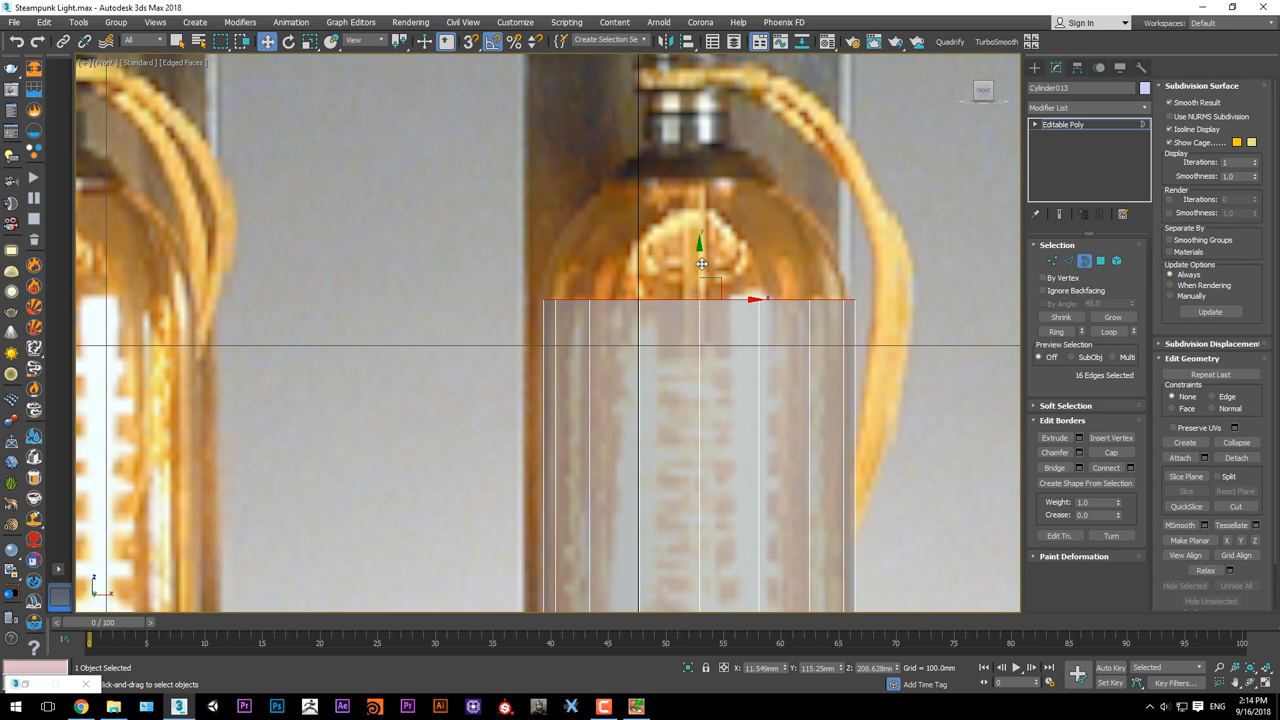 Steampunk Light.max - Autodesk 3ds Max 2018
File Edit Tools Group Views Create Modifiers Animation Graph Editors Rendering Civil View Customize Scripting Content Arnold Corona Help Phoenix FD
Sign In Workspaces: Default
All View Create Selection Se Quadrify TurboSmooth
[+] [Front] [Standard] [Edged Faces]
FRONT
Cylinder013
Modifier List
Editable Poly
Selection
By Vertex
Ignore Backfacing
By Angle: 45.0
Shrink Grow
Ring Loop
Preview Selection
Off SubObj Multi
16 Edges Selected
Soft Selection
Edit Borders
Extrude Insert Vertex
Chamfer Cap
Bridge Connect
Create Shape From Selection
Weight: 1.0
Crease: 0.0
Edit Tri. Turn
Paint Deformation
Subdivision Surface
Smooth Result
Use NURMS Subdivision
Isoline Display
Show Cage......
Display
Iterations: 1
Smoothness: 1.0
Render
Iterations: 0
Smoothness: 1.0
Separate By
Smoothing Groups
Materials
Update Options
Always
When Rendering
Manually
Update
Subdivision Displacement
Edit Geometry
Repeat Last
Constraints
None Edge
Face Normal
Preserve UVs
Create Collapse
Attach Detach
Slice Plane Split
Slice Reset Plane
QuickSlice Cut
MSmooth Tessellate
Make Planar X Y Z
View Align Grid Align
Relax
Hide Selected Unhide All
Hide Unselected
y
x
z
x
0 / 100
0 5 10 15 20 25 30 35 40 45 50 55 60 65 70 75 80 85 90 95 100
1 Object Selected
X: 11.549mm Y: 115.25mm Z: 208.628mm Grid = 100.0mm
Auto Key Selected
click-and-drag to select objects
Add Time Tag
0
Set Key Key Filters...
ENG
2:14 PM
9/16/2018